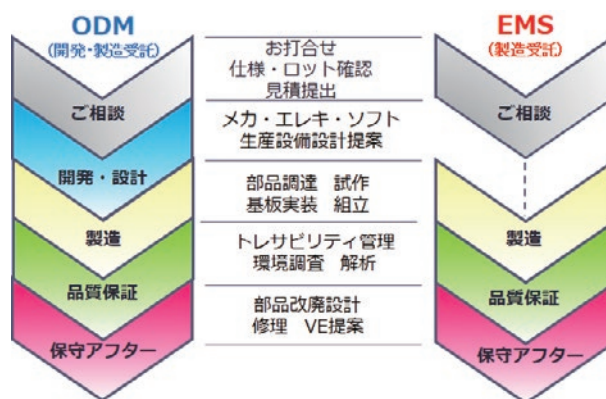 ODM
(開発・製造受託)
ご相談
開発・設計
製造
品質保証
保守アフター
お打合せ
仕様・ロット確認
見積提出
メカ・エレキ・ソフト
生産設備設計提案
部品調達 試作
基板実装 組立
トレサビリティ管理
環境調査 解析
部品改廃設計
修理 VE提案
EMS
(製造受託)
ご相談
製造
品質保証
保守アフター